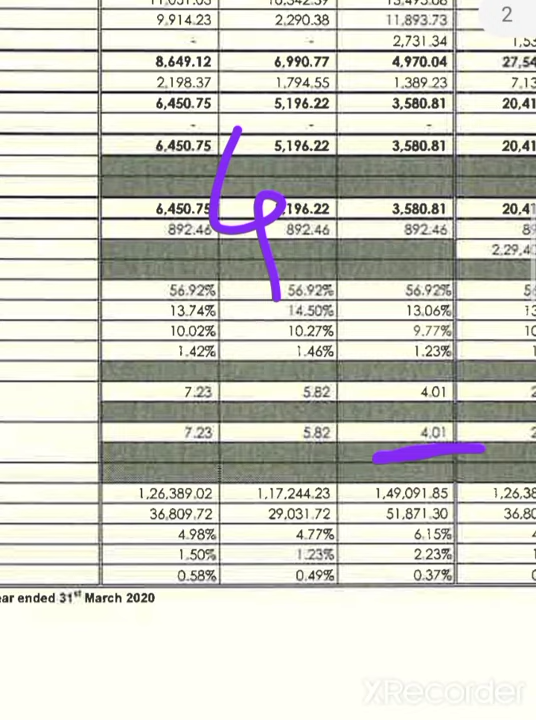 9,914.23 2,290.38 11,893.73
- - 2,731.34
8,649.12 6,990.77 4,970.04
2,198.37 1,794.55 1,389.23
6,450.75 5,196.22 3,580.81
- - -
6,450.75 5,196.22 3,580.81
6,450.75 3,580.81
892.46 892.46 892.46
56.92% 56.92% 56.92%
13.74% 14.50% 13.06%
10.02% 10.27% 9.77%
1.42% 1.46% 1.23%
7.23 5.82 4.01
7.23 5.82 4.01
1,26,389.02 1,17,244.23 1,49,091.85
36,809.72 29,031.72 51,871.30
4.98% 4.77% 6.15%
1.50% 1.23% 2.23%
0.58% 0.49% 0.37%
ended 31st March 2020
2
XRecorder